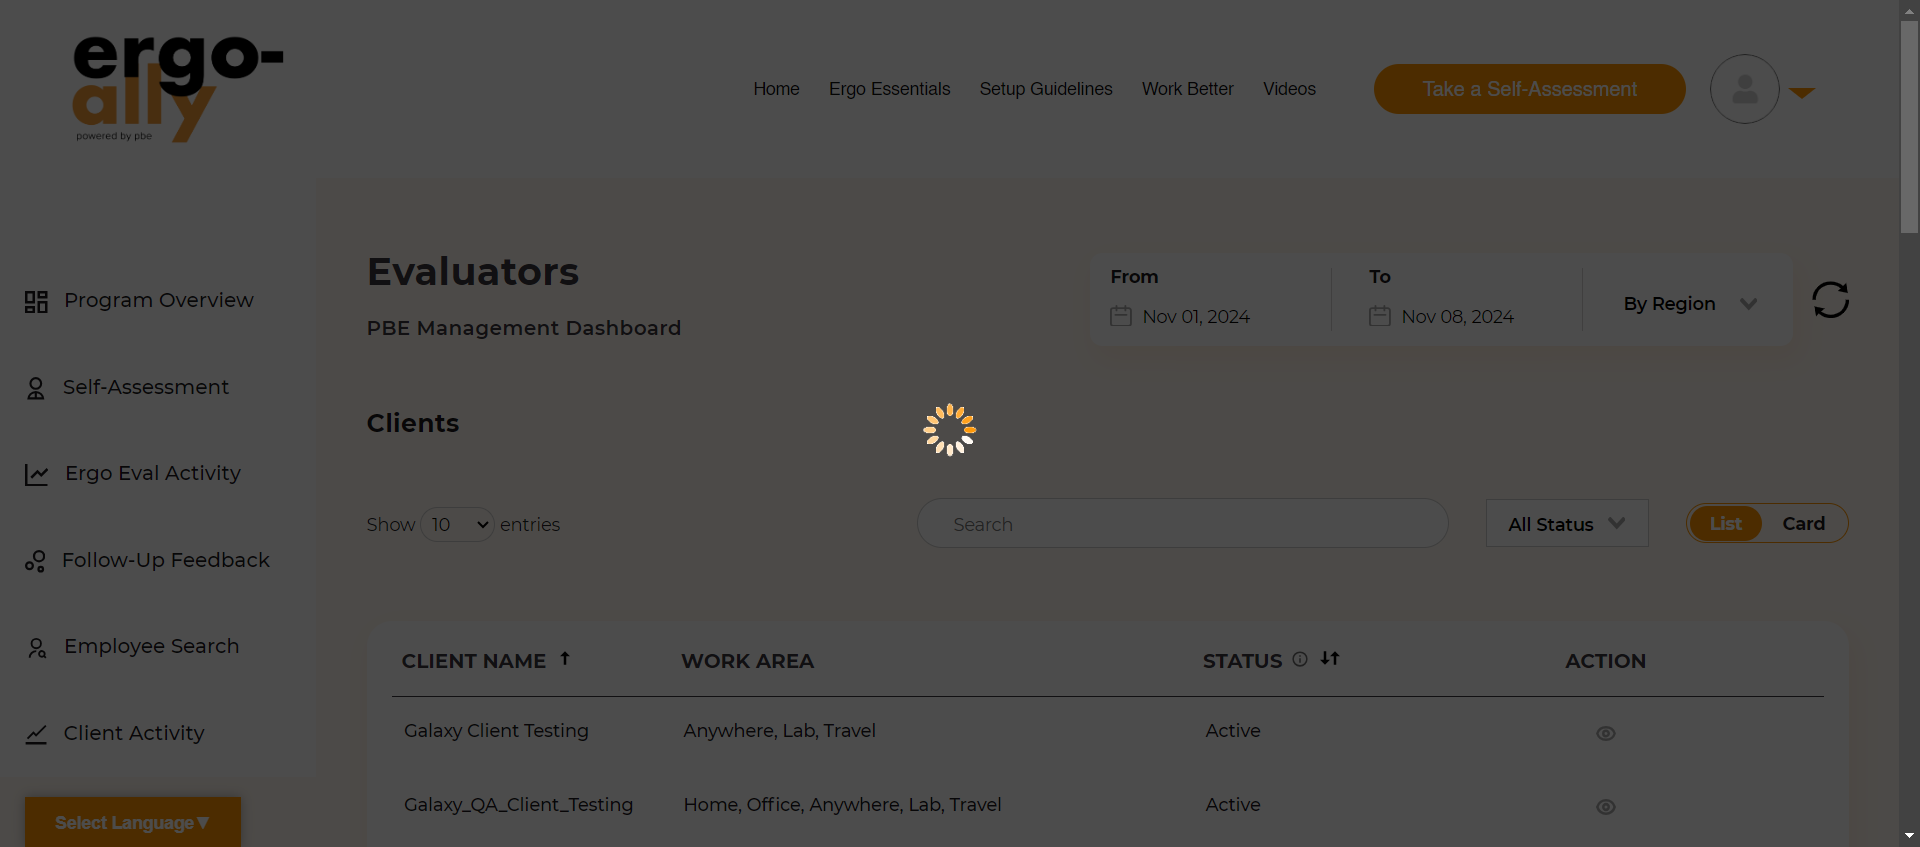 ergo-
ally
powered by pbe
Home
Ergo Essentials
Setup Guidelines
Work Better
Videos
Take a Self-Assessment
Program Overview
Self-Assessment
Ergo Eval Activity
Follow-Up Feedback
Employee Search
Client Activity
Select Language▼
Evaluators
PBE Management Dashboard
From
Nov 01, 2024
To
Nov 08, 2024
By Region
Clients
Show 10 entries
Search
All Status
List
Card
CLIENT NAME WORK AREA STATUS ACTION
Galaxy Client Testing Anywhere, Lab, Travel Active
Galaxy_QA_Client_Testing Home, Office, Anywhere, Lab, Travel Active